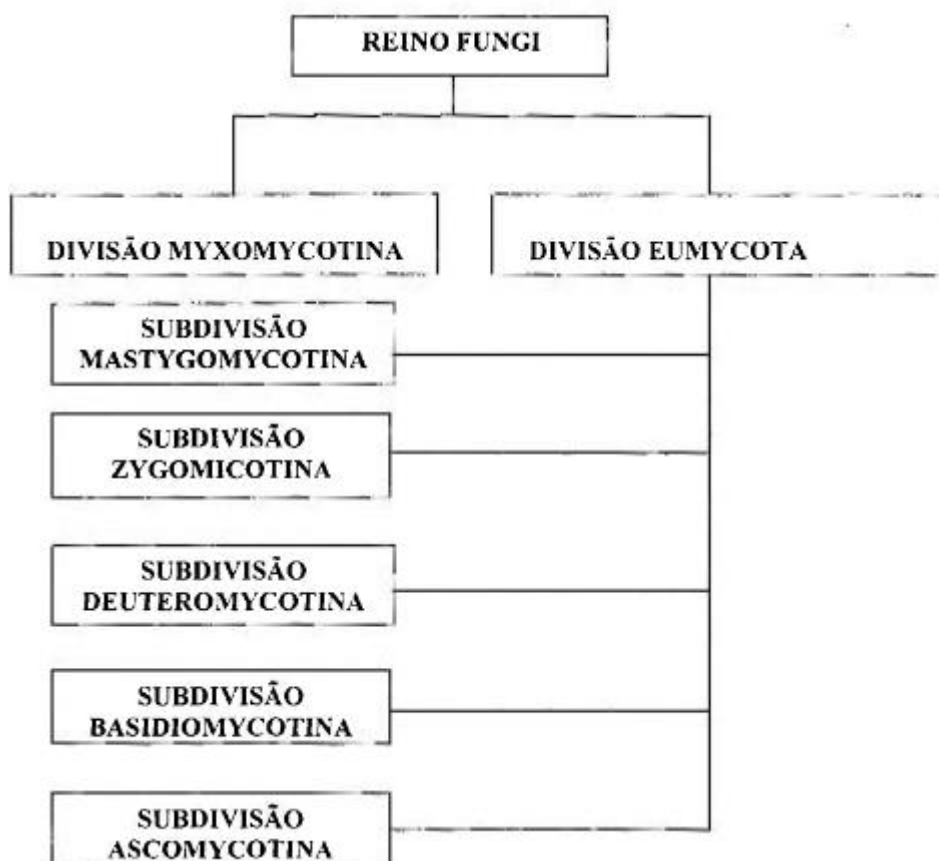 REINO FUNGI
DIVISÃO MYXOMYCOTINA
DIVISÃO EUMYCOTA
SUBDIVISÃO
MASTYGOMYCOTINA
SUBDIVISÃO
ZYGOMICOTINA
SUBDIVISÃO
DEUTEROMYCOTINA
SUBDIVISÃO
BASIDIOMYCOTINA
SUBDIVISÃO
ASCOMYCOTINA